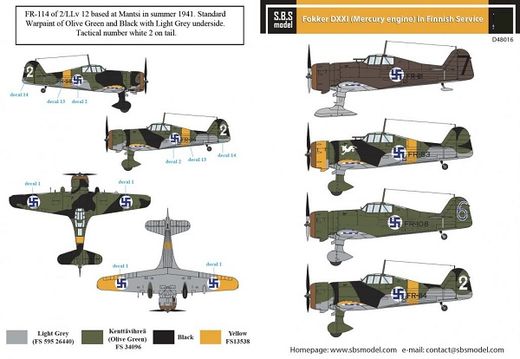 FR-114 of 2/LLv 12 based at Mantsi in summer 1941. Standard
Warpaint of Olive Green and Black with Light Grey underside.
Tactical number white 2 on tail.
2
decal 14
decal 13
decal 2
2
decal 2
decal 13
decal 14
decal 1
decal 1
decal 1
decal 1
Light Grey
(FS 595 26440)
Kenttävihreä
(Olive Green)
FS 34096
Black
Yellow
FS13538
S.B.S
model
Fokker DXXI (Mercury engine) in Finnish Service
D48016
7
FR-81
FR-83
6
FR-108
2
FR-114
Homepage: www.sbsmodel.com e-mail: contact@sbsmodel.com